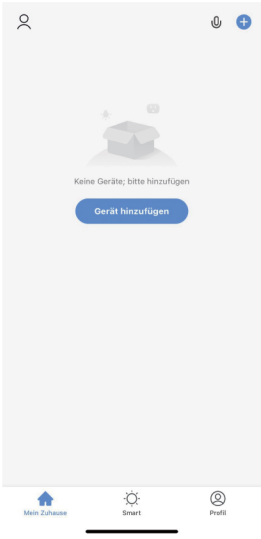 Keine Geräte; bitte hinzufügen
Gerät hinzufügen
Mein Zuhause
Smart
Profil